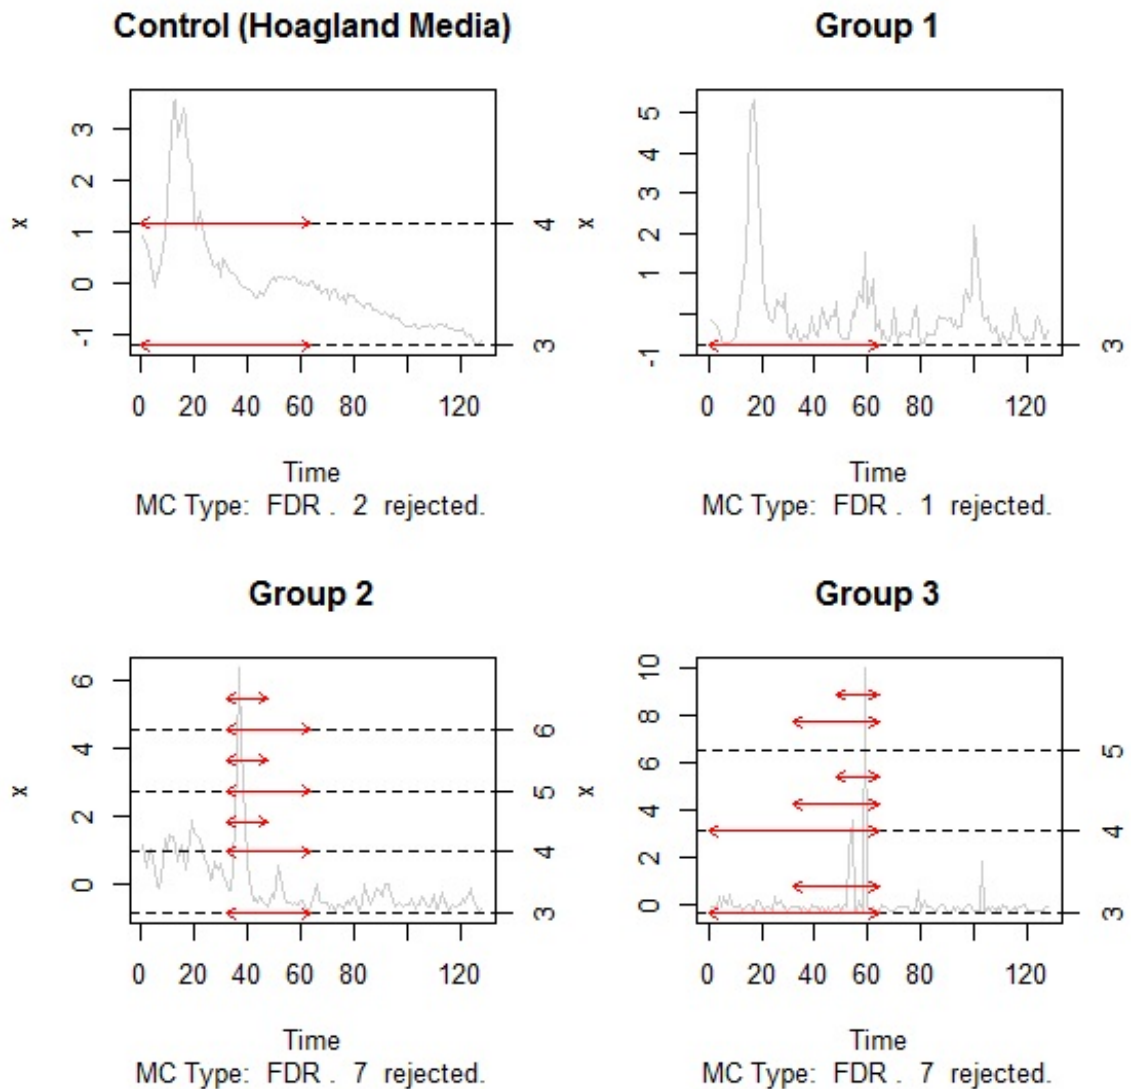 Control (Hoagland Media)
x
3
2
1
0
-1
4
3
0 20 40 60 80 120
Time
MC Type: FDR . 2 rejected.
Group 1
x
5
4
3
2
1
-1
3
0 20 40 60 80 120
Time
MC Type: FDR . 1 rejected.
Group 2
x
6
4
2
0
6
5
4
3
0 20 40 60 80 120
Time
MC Type: FDR . 7 rejected.
Group 3
x
10
8
6
4
2
0
5
4
3
0 20 40 60 80 120
Time
MC Type: FDR . 7 rejected.